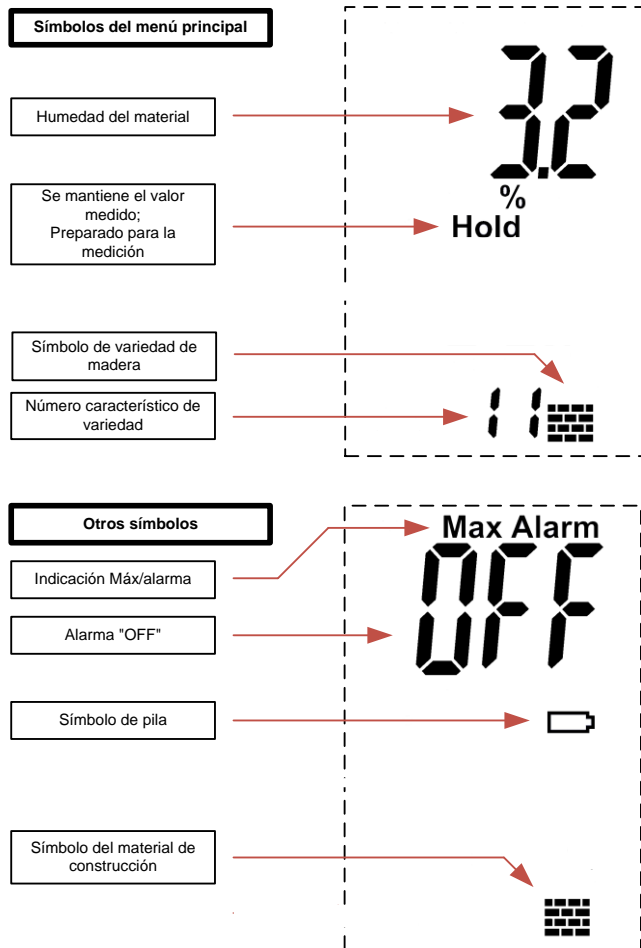 Símbolos del menú principal
Humedad del material
3.2
%
Se mantiene el valor
medido;
Preparado para la
medición
Hold
Símbolo de variedad de
madera
Número característico de
variedad
11
Otros símbolos
Max Alarm
Indicación Máx/alarma
OFF
Alarma "OFF"
Símbolo de pila
Símbolo del material de
construcción